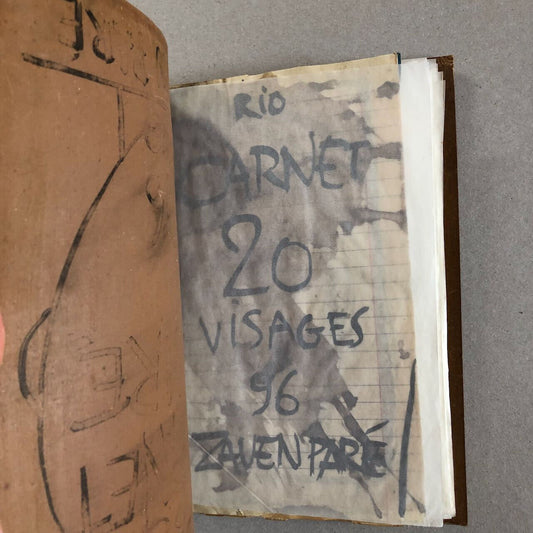 RIO
CARNET
20
VISAGES
96
ZAVEN PARÉ